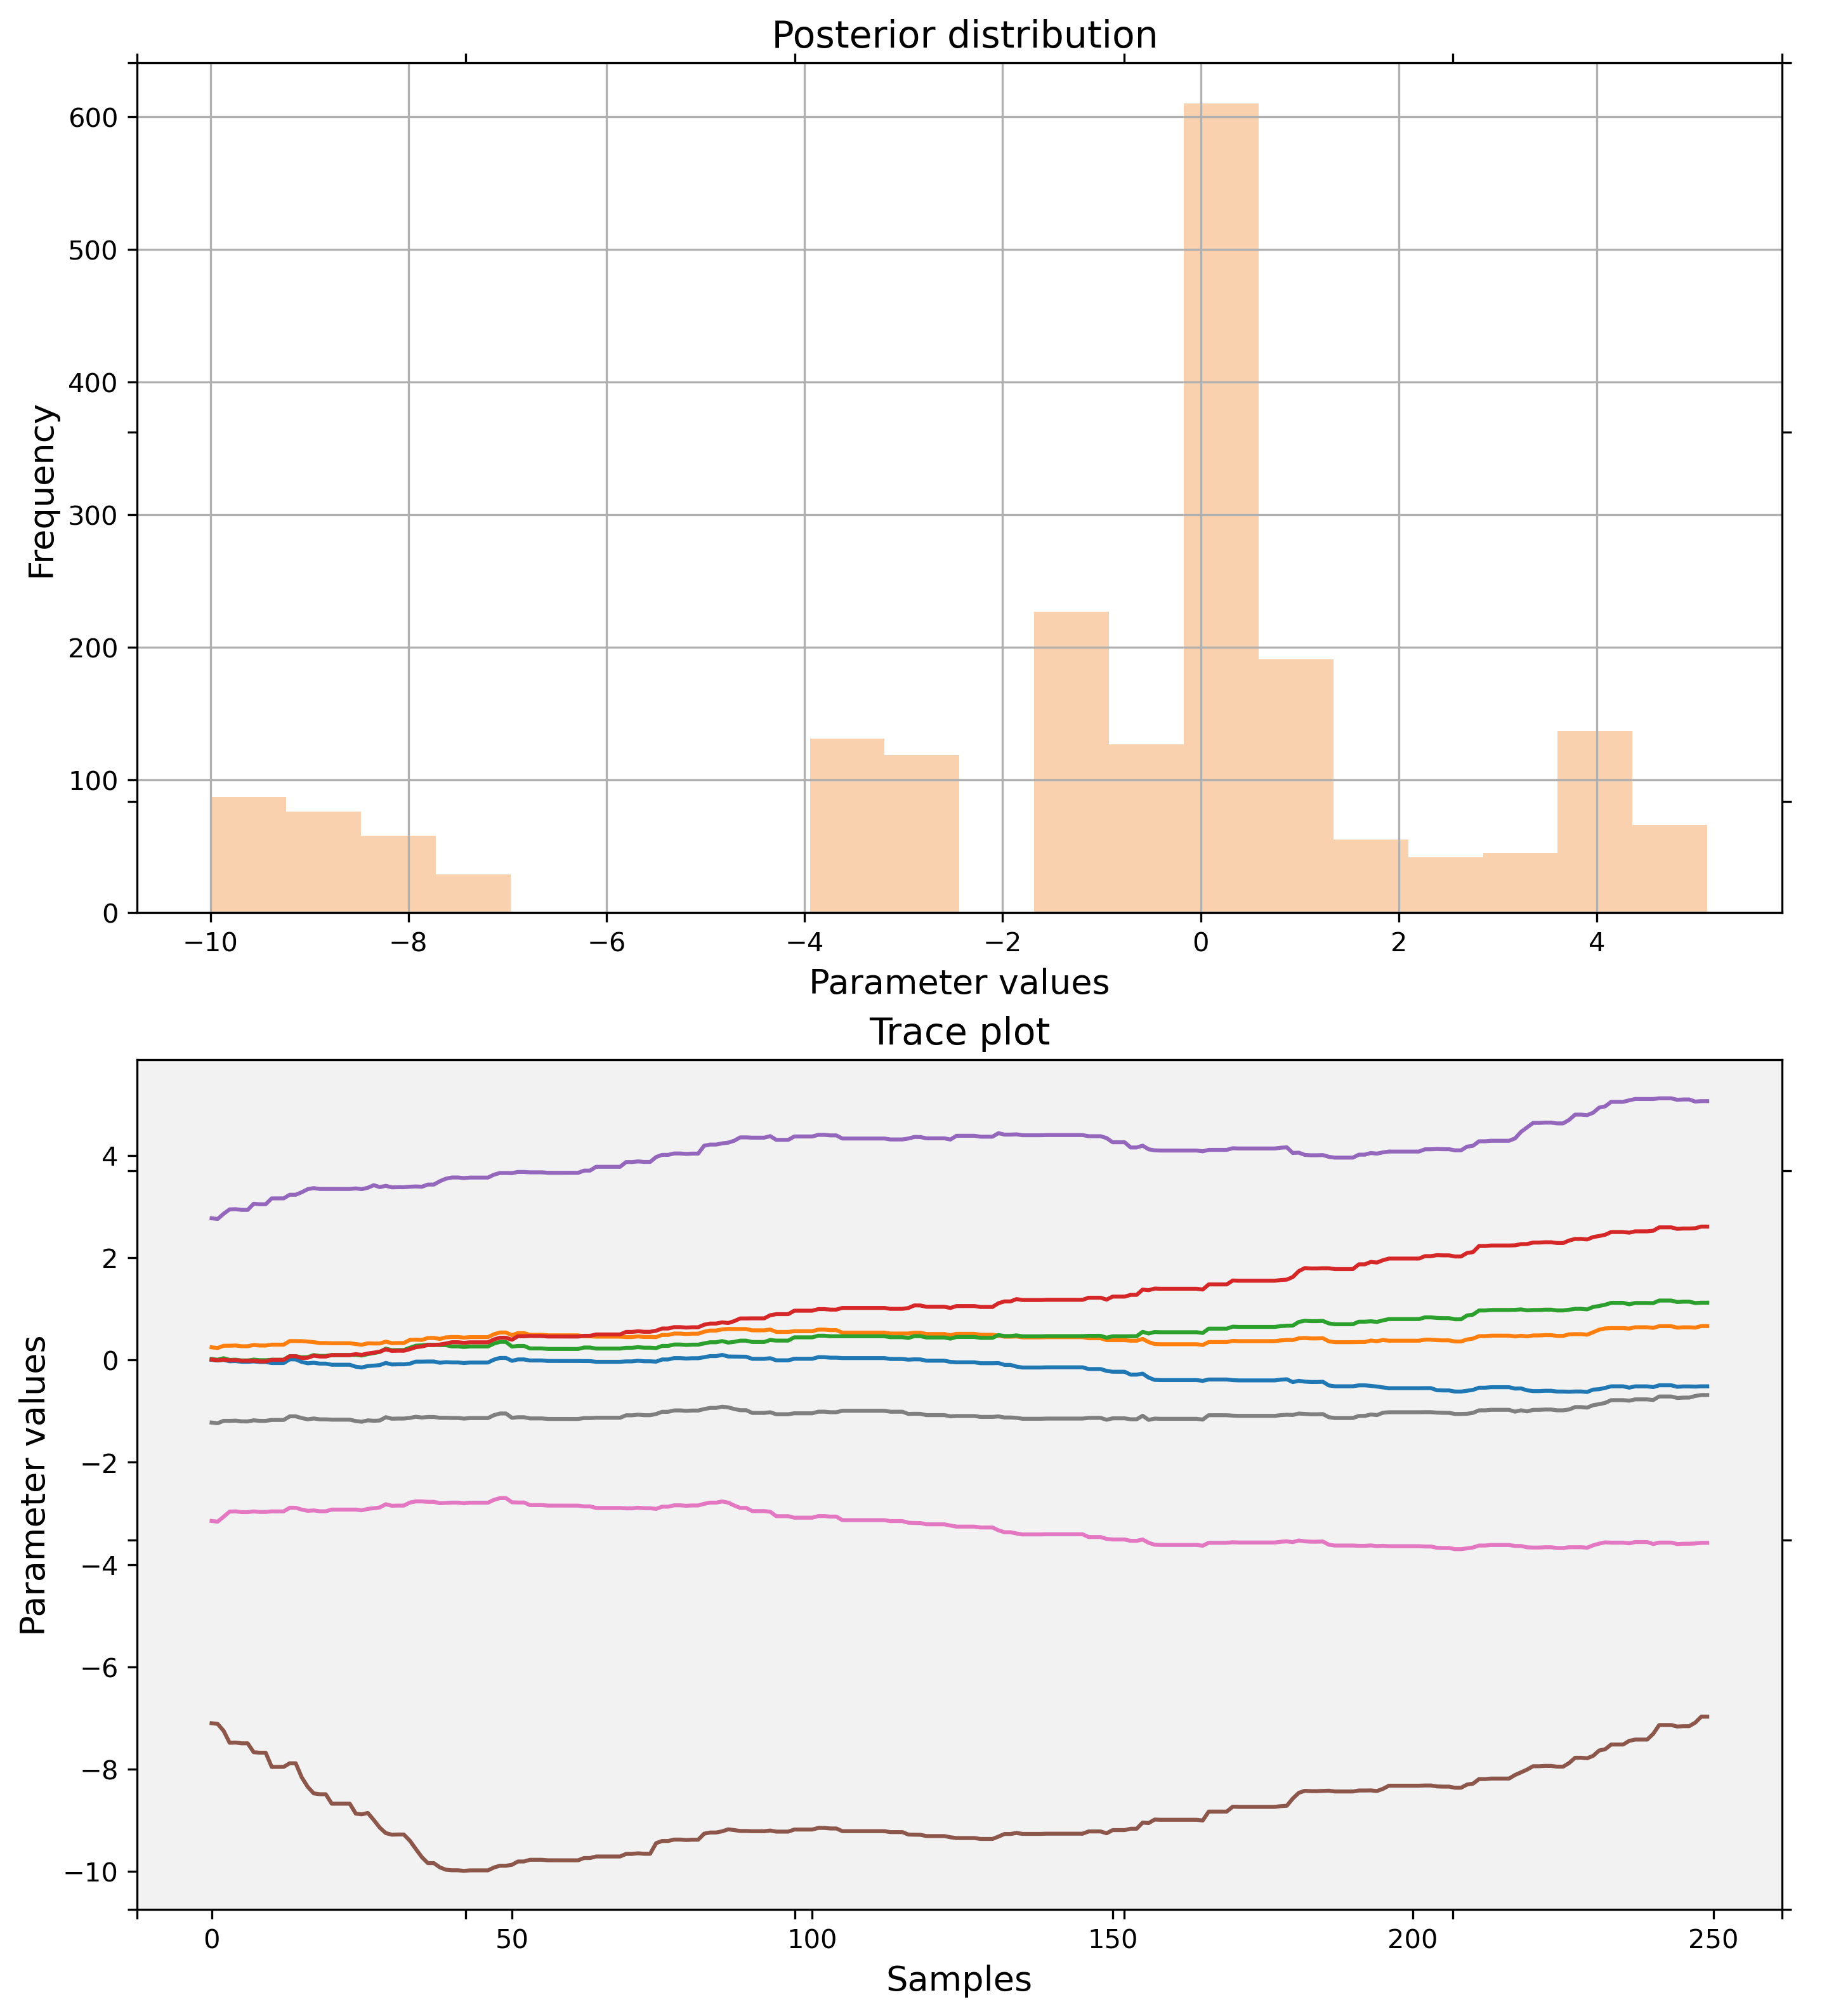 Posterior distribution
600
500
400
300
200
100
0
Frequency
−10 −8 −6 −4 −2 0 2 4
Parameter values
Trace plot
4
2
0
−2
−4
−6
−8
−10
Parameter values
0 50 100 150 200 250
Samples